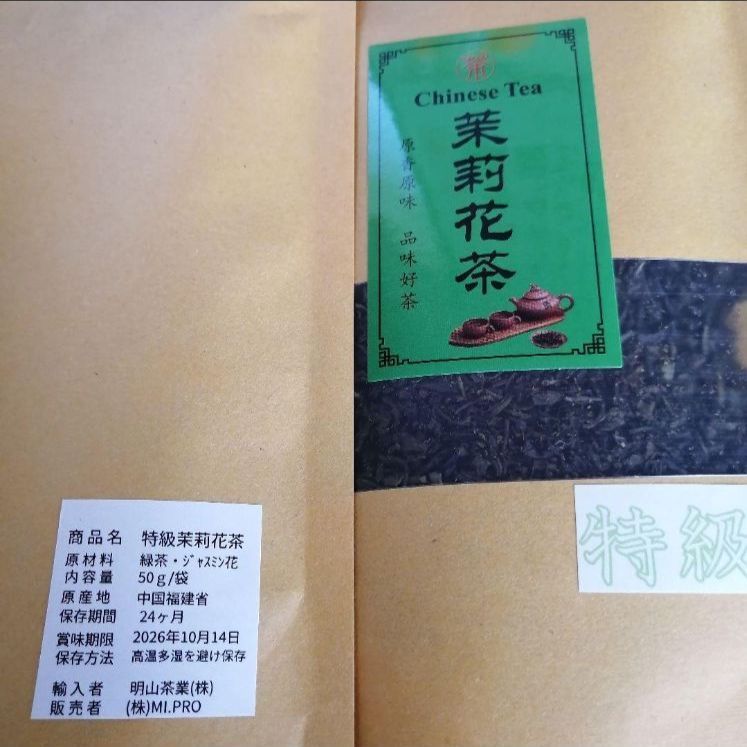 商品名 特級茉莉花茶
原材料 緑茶・ｼﾞｬｽﾐﾝ花
内容量 50g/袋
原産地 中国福建省
保存期間 24ヶ月
賞味期限 2026年10月14日
保存方法 高温多湿を避け保存
輸入者 明山茶業(株)
販売者 (株)MI.PRO
茶
Chinese Tea
茉莉花茶
原香原味 品味好茶
特級